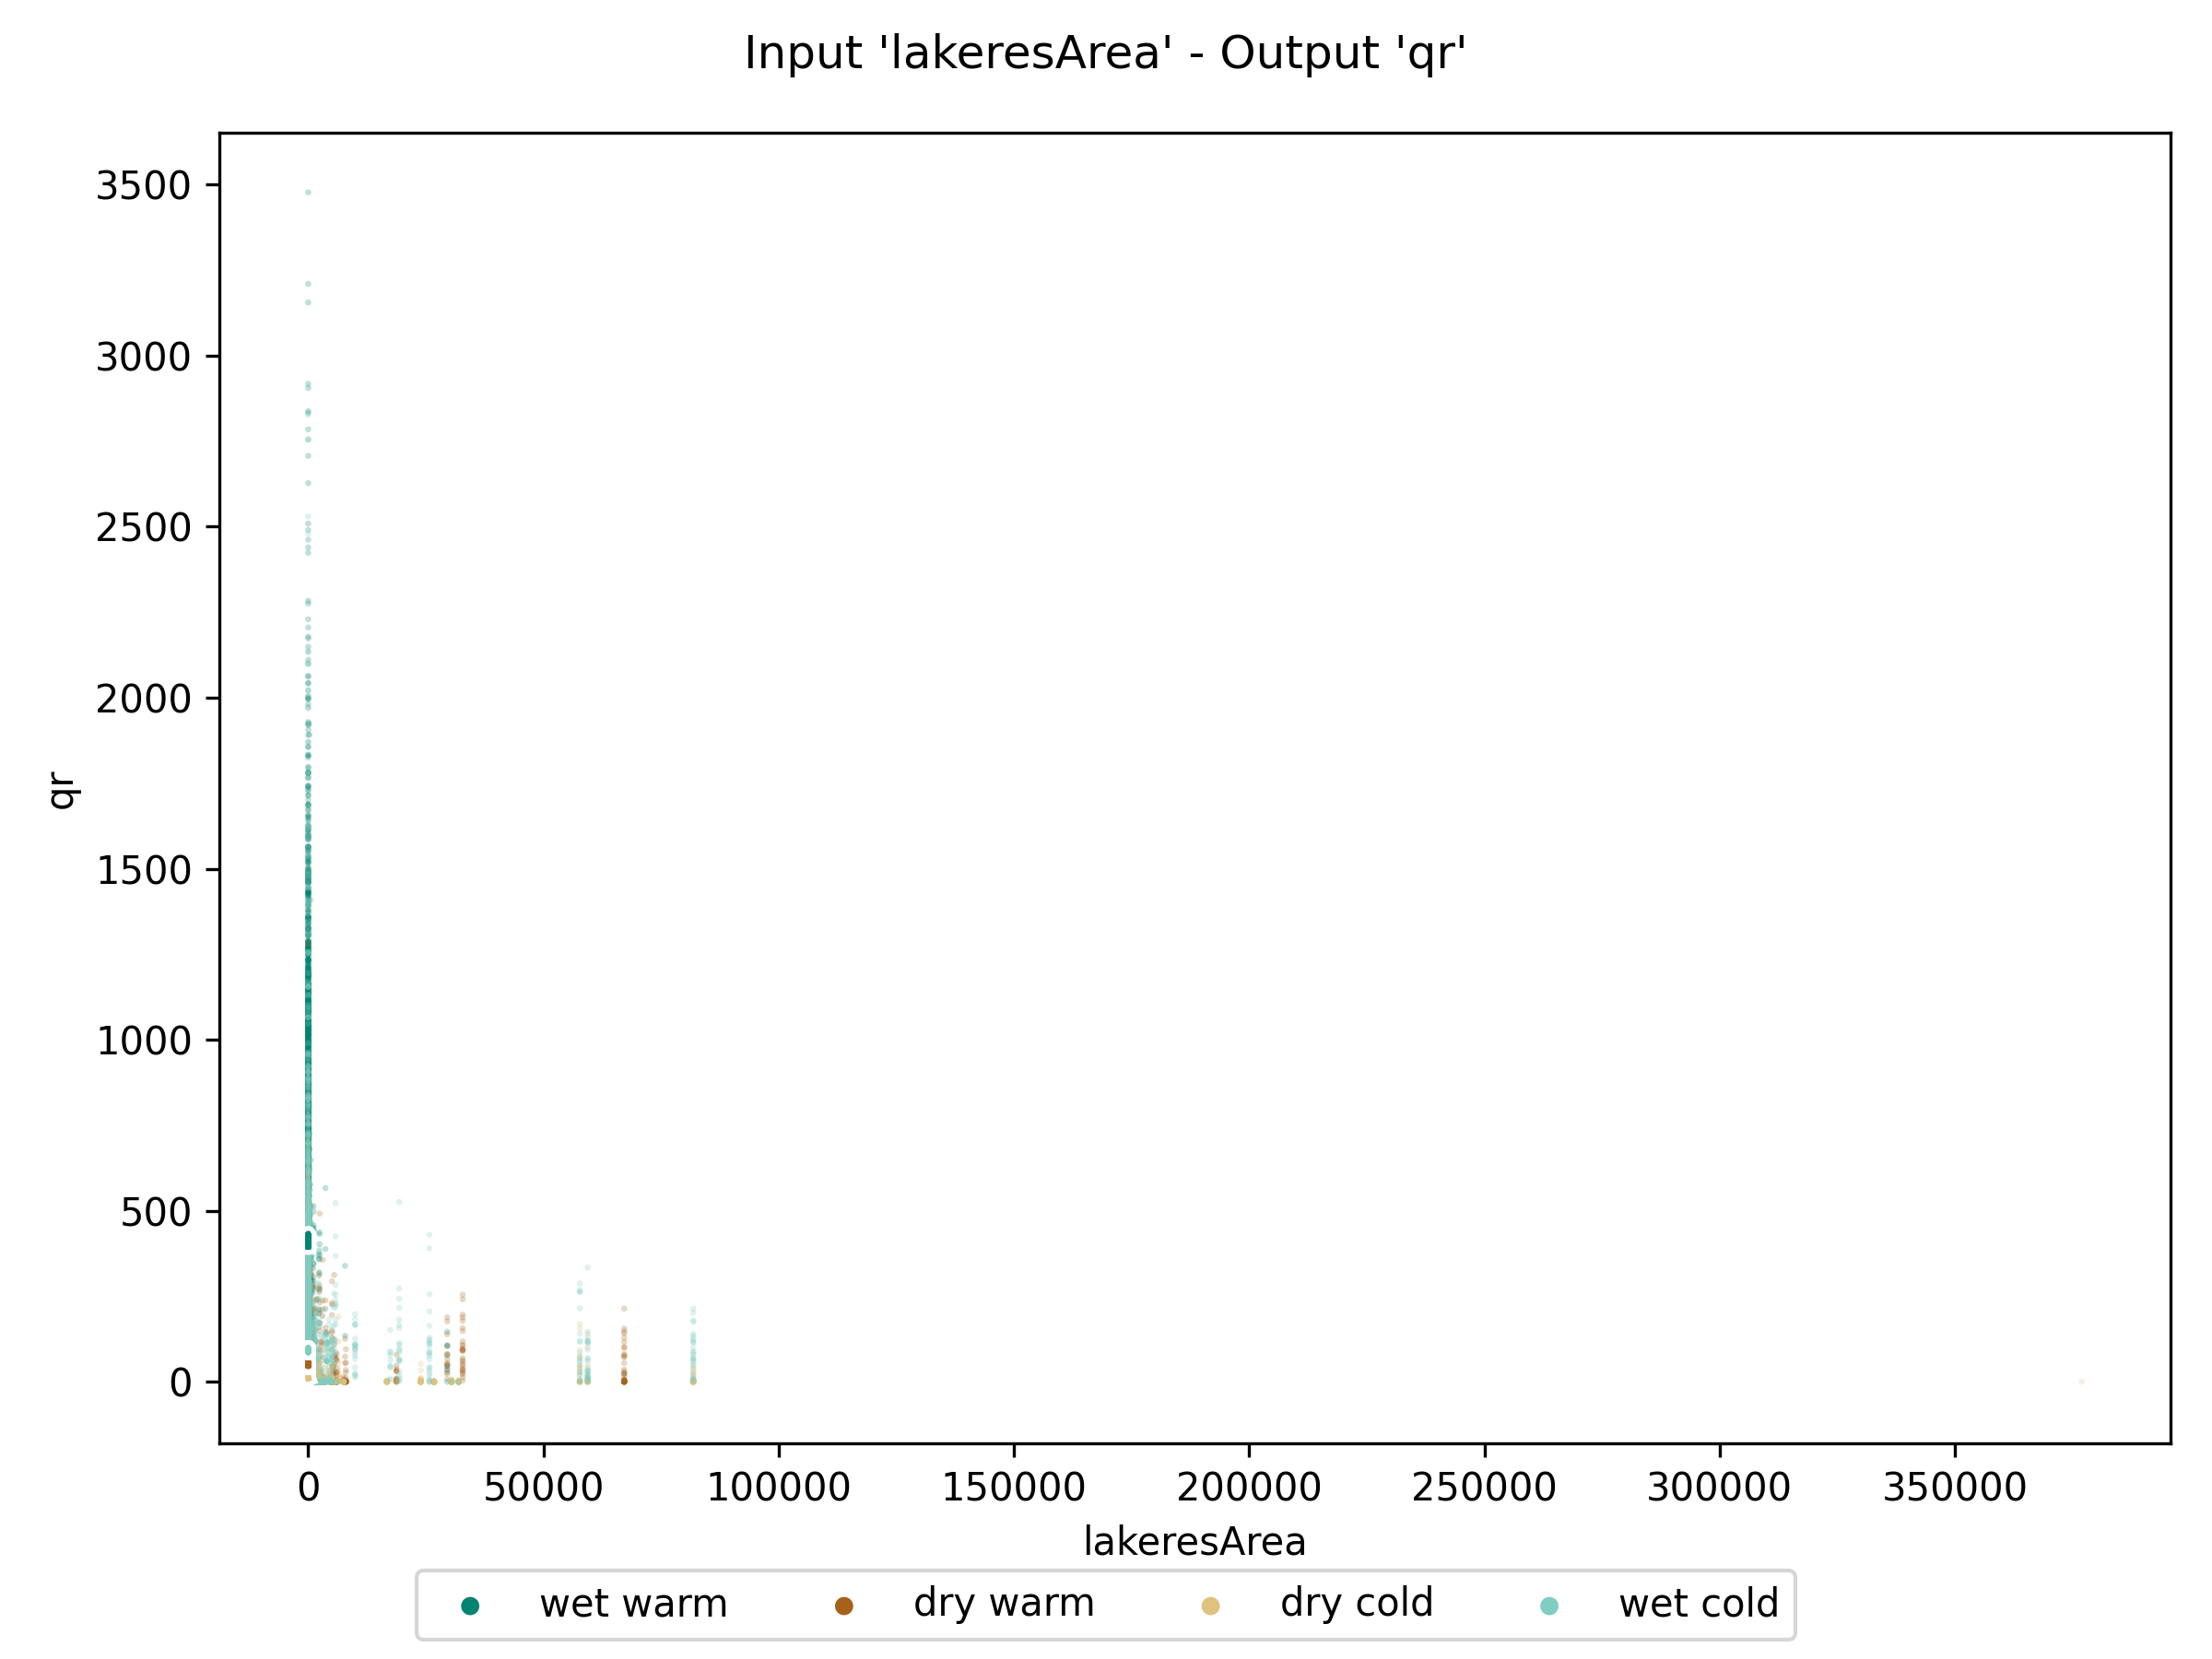 Input 'lakeresArea' - Output 'qr'
3500
3000
2500
2000
1500
1000
500
0
qr
0 50000 100000 150000 200000 250000 300000 350000
lakeresArea
wet warm dry warm dry cold wet cold